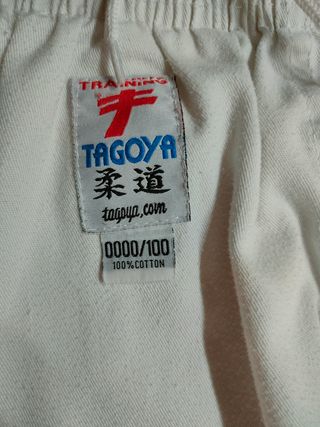 TRAINING
TAGOYA
柔道
tagoya.com
0000/100
100%COTTON